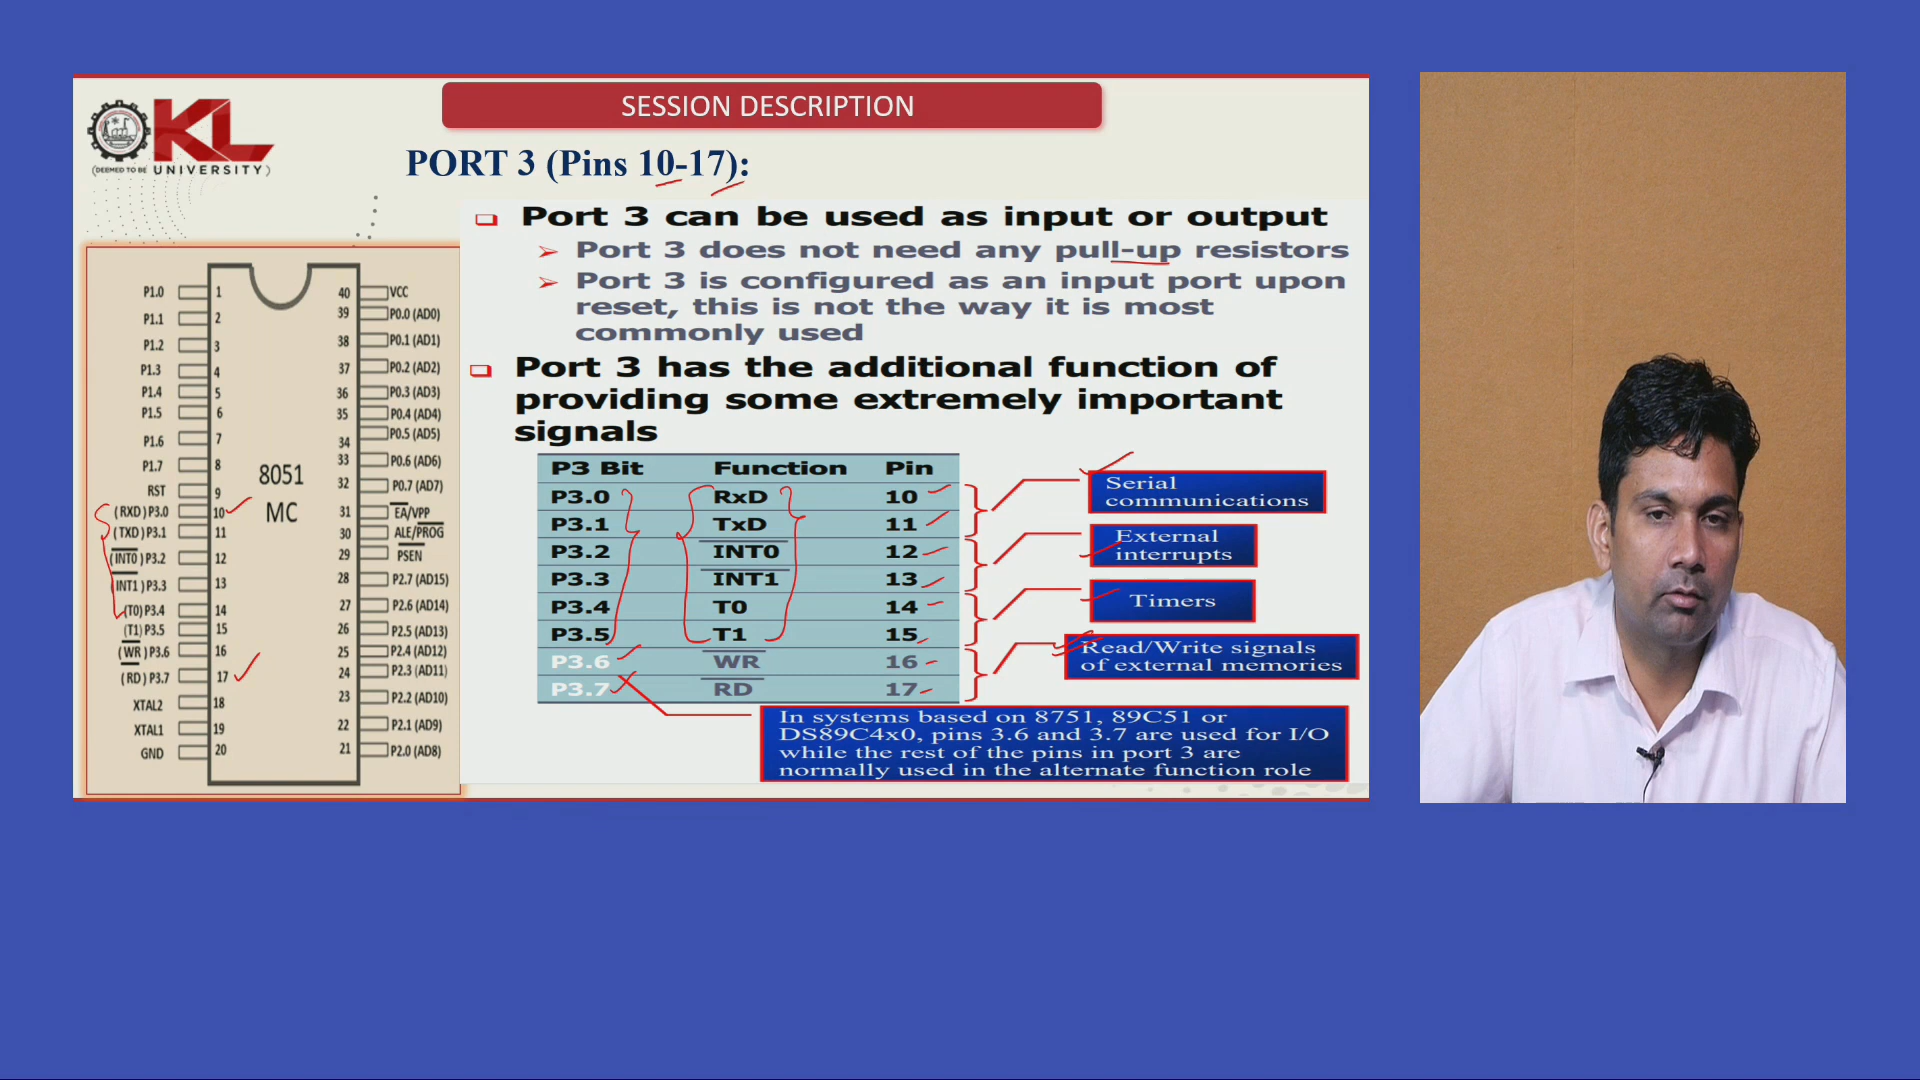 SESSION DESCRIPTION
KL
(DEEMED TO BE UNIVERSITY)
PORT 3 (Pins 10-17):
Port 3 can be used as input or output
Port 3 does not need any pull-up resistors
Port 3 is configured as an input port upon
reset, this is not the way it is most
commonly used
Port 3 has the additional function of
providing some extremely important
signals
P3 Bit Function Pin
P3.0 RxD 10
P3.1 TxD 11
P3.2 INT0 12
P3.3 INT1 13
P3.4 T0 14
P3.5 T1 15
P3.6 WR 16
P3.7 RD 17
Serial
communications
External
interrupts
Timers
Read/Write signals
of external memories
In systems based on 8751, 89C51 or
DS89C4x0, pins 3.6 and 3.7 are used for I/O
while the rest of the pins in port 3 are
normally used in the alternate function role
8051
MC
P1.0 1 40 VCC
P1.1 2 39 P0.0 (AD0)
P1.2 3 38 P0.1 (AD1)
P1.3 4 37 P0.2 (AD2)
P1.4 5 36 P0.3 (AD3)
P1.5 6 35 P0.4 (AD4)
P1.6 7 34 P0.5 (AD5)
P1.7 8 33 P0.6 (AD6)
RST 9 32 P0.7 (AD7)
(RXD) P3.0 10 31 EA/VPP
(TXD) P3.1 11 30 ALE/PROG
(INT0) P3.2 12 29 PSEN
(INT1) P3.3 13 28 P2.7 (AD15)
(T0) P3.4 14 27 P2.6 (AD14)
(T1) P3.5 15 26 P2.5 (AD13)
(WR) P3.6 16 25 P2.4 (AD12)
(RD) P3.7 17 24 P2.3 (AD11)
XTAL2 18 23 P2.2 (AD10)
XTAL1 19 22 P2.1 (AD9)
GND 20 21 P2.0 (AD8)